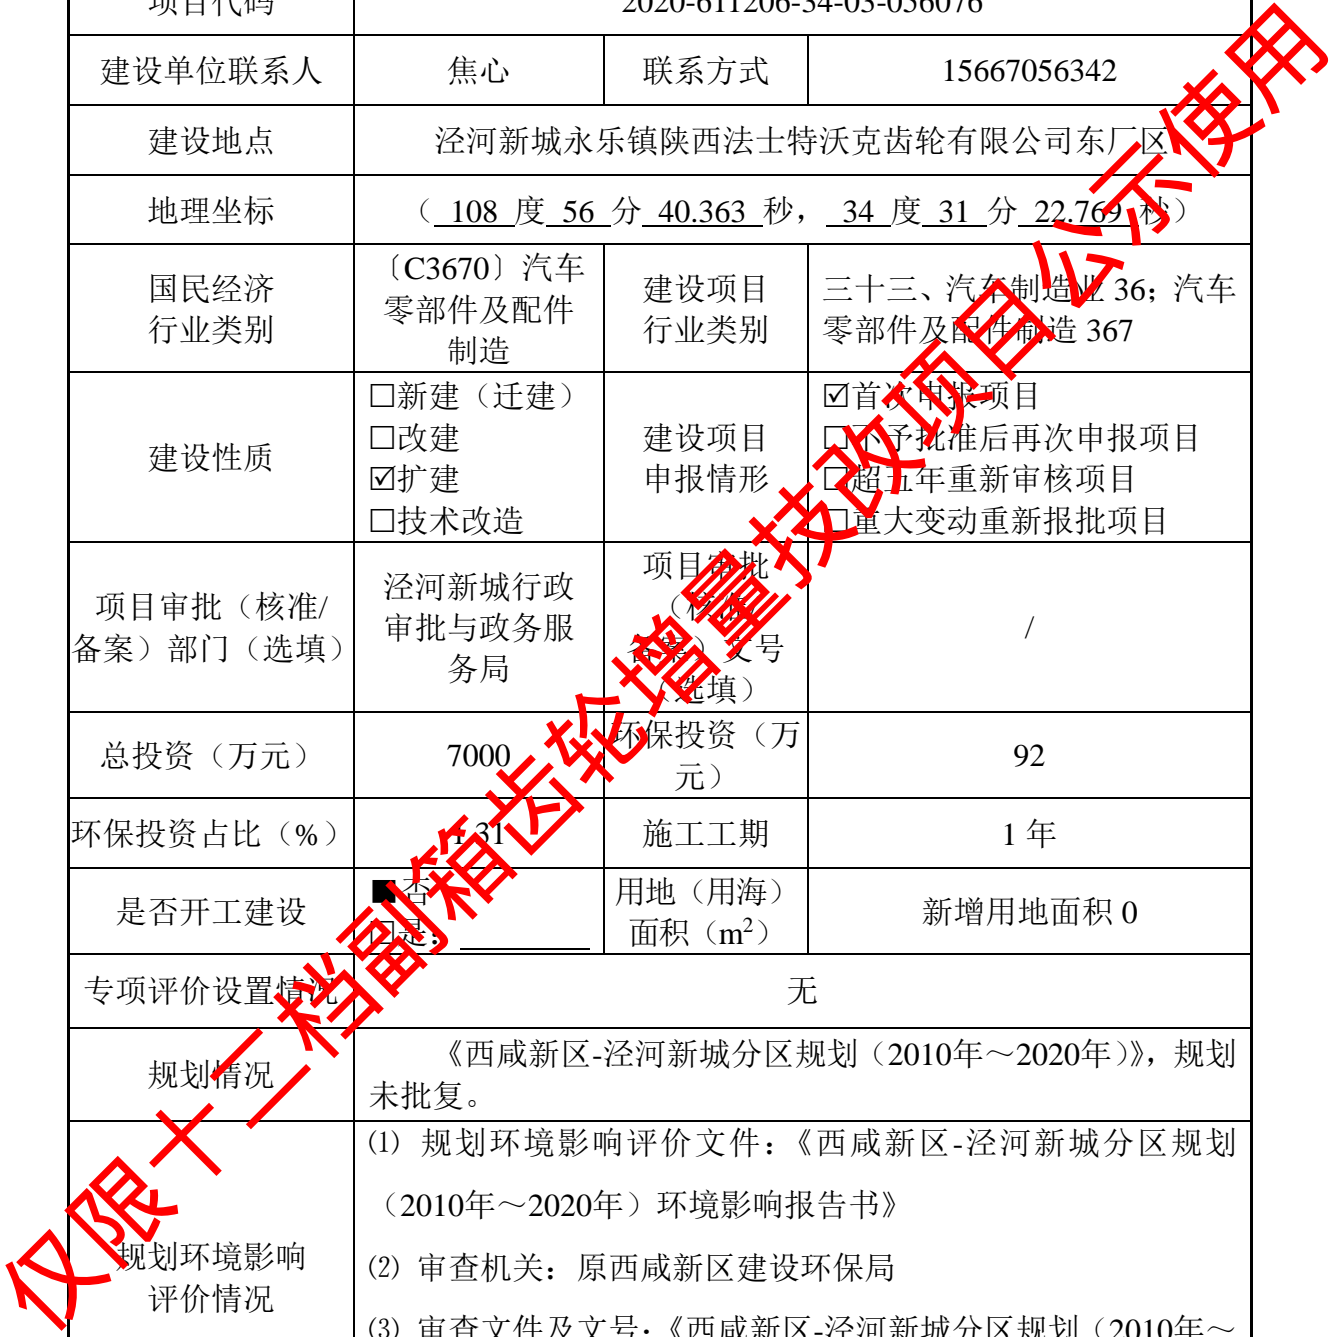 项目代码 2020-611206-34-03-056076
建设单位联系人 焦心 联系方式 15667056342
建设地点 泾河新城永乐镇陕西法士特沃克齿轮有限公司东厂区
地理坐标 （ 108 度 56 分 40.363 秒， 34 度 31 分 22.769 秒）
国民经济
行业类别
〔C3670〕汽车
零部件及配件
制造
建设项目
行业类别
三十三、汽车制造业 36；汽车
零部件及配件制造 367
建设性质
□新建（迁建）
□改建
☑扩建
□技术改造
建设项目
申报情形
☑首次申报项目
□不予批准后再次申报项目
□超五年重新审核项目
□重大变动重新报批项目
项目审批（核准/
备案）部门（选填）
泾河新城行政
审批与政务服
务局
项目审批
（核准/
备案）文号
（选填）
/
总投资（万元） 7000
环保投资（万
元）
92
环保投资占比（%） 1.31 施工工期 1 年
是否开工建设
■否
□是：
用地（用海）
面积（m²）
新增用地面积 0
专项评价设置情况 无
规划情况
《西咸新区-泾河新城分区规划（2010年～2020年）》，规划
未批复。
规划环境影响
评价情况
⑴ 规划环境影响评价文件：《西咸新区-泾河新城分区规划
（2010年～2020年）环境影响报告书》
⑵ 审查机关：原西咸新区建设环保局
⑶ 审查文件及文号：《西咸新区-泾河新城分区规划（2010年～
仅限十二档副箱齿轮增量技改项目公示使用